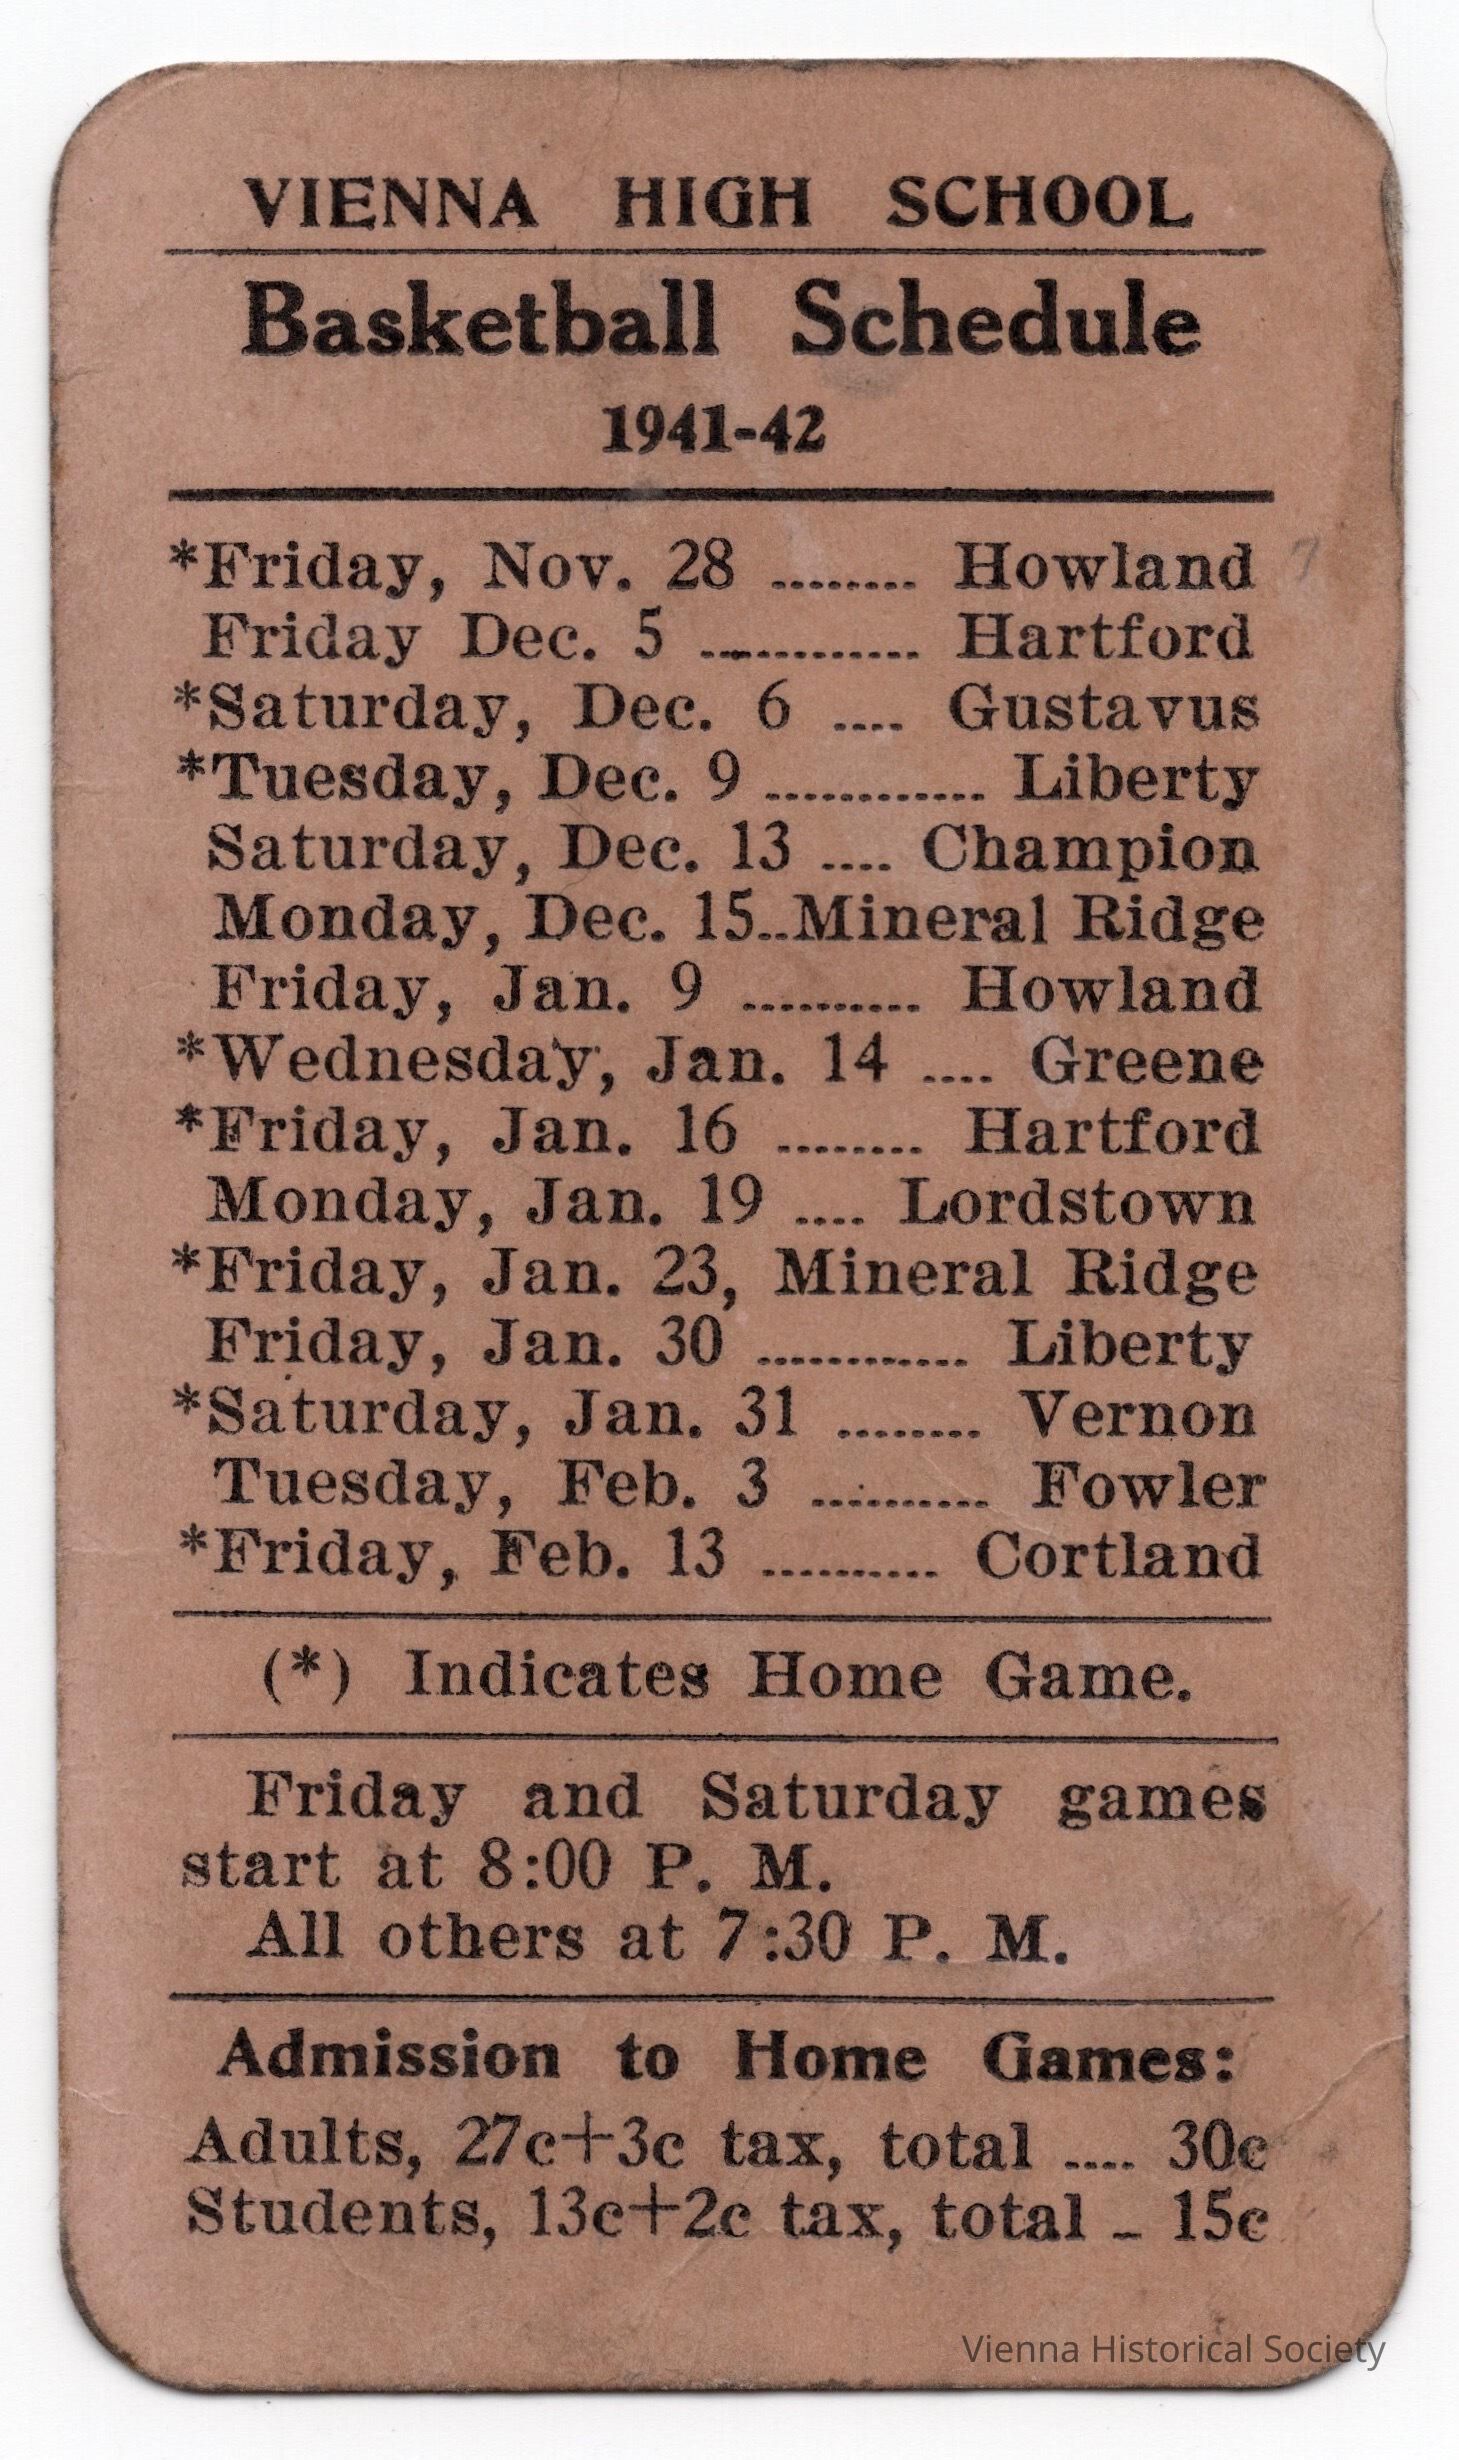 VIENNA HIGH SCHOOL
Basketball Schedule
1941-42
*Friday, Nov. 28 ........ Howland 7
Friday Dec. 5 ............ Hartford
*Saturday, Dec. 6 .... Gustavus
*Tuesday, Dec. 9 ............ Liberty
Saturday, Dec. 13 .... Champion
Monday, Dec. 15..Mineral Ridge
Friday, Jan. 9 .......... Howland
*Wednesday, Jan. 14 .... Greene
*Friday, Jan. 16 ........ Hartford
Monday, Jan. 19 .... Lordstown
*Friday, Jan. 23, Mineral Ridge
Friday, Jan. 30 ............ Liberty
*Saturday, Jan. 31 ........ Vernon
Tuesday, Feb. 3 .......... Fowler
*Friday, Feb. 13 .......... Cortland
(*) Indicates Home Game.
Friday and Saturday games
start at 8:00 P. M.
All others at 7:30 P. M.
Admission to Home Games:
Adults, 27c+3c tax, total .... 30c
Students, 13c+2c tax, total .. 15c
Vienna Historical Society